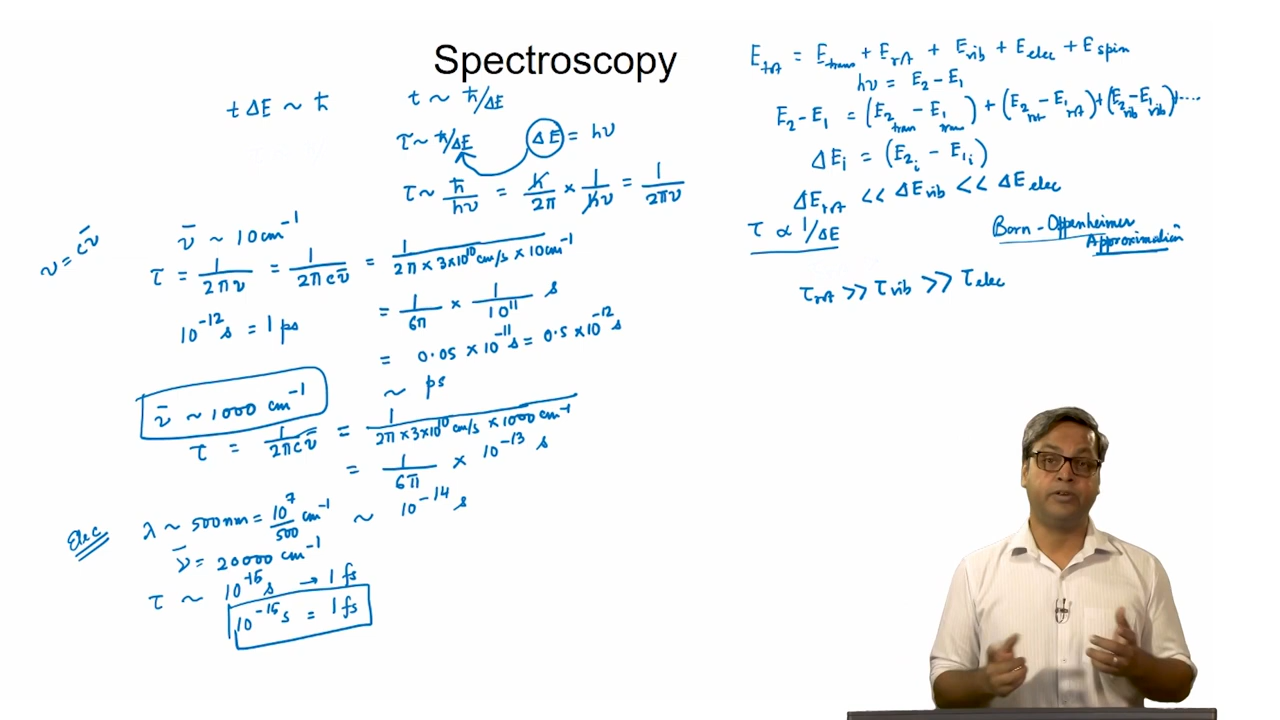 Spectroscopy
t ΔE ~ ħ
t ~ ħ/ΔE
τ ~ ħ/ΔE ΔE = hν
τ ~ ħ/hν = h/2π × 1/hν = 1/2πν
ν = cν̄
ν̄ ~ 10 cm⁻¹
τ = 1/2πν = 1/2πcν̄ = 1/2π × 3×10¹⁰ cm/s × 10 cm⁻¹
= 1/6π × 1/10¹¹ s
10⁻¹² s = 1 ps
= 0.05 × 10⁻¹¹ s = 0.5 × 10⁻¹² s
~ ps
ν̄ ~ 1000 cm⁻¹
τ = 1/2πcν̄ = 1/2π × 3×10¹⁰ cm/s × 1000 cm⁻¹
= 1/6π × 10⁻¹³ s
~ 10⁻¹⁴ s
Elec λ ~ 500 nm = 10⁷/500 cm⁻¹
ν̄ = 20000 cm⁻¹
τ ~ 10⁻¹⁵ s → 1 fs
10⁻¹⁵ s = 1 fs
E_tot = E_trans + E_rot + E_vib + E_elec + E_spin
hν = E₂ − E₁
E₂ − E₁ = (E₂trans − E₁trans) + (E₂rot − E₁rot) + (E₂vib − E₁vib) + ....
ΔEᵢ = (E₂ᵢ − E₁ᵢ)
ΔE_rot << ΔE_vib << ΔE_elec
τ ∝ 1/ΔE
Born-Oppenheimer
Approximation
τ_rot >> τ_vib >> τ_elec